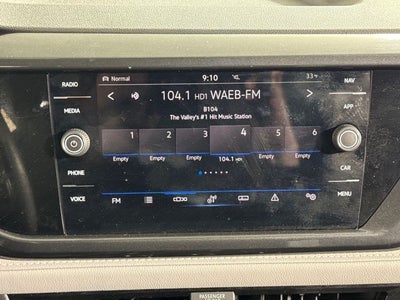 Normal 9:10 33°F
RADIO NAV
< 104.1 HD1 WAEB-FM >
MEDIA APP
B104
The Valley's #1 Hit Music Station
1 2 3 4 5 6
Empty Empty Empty 104.1 HD1 Empty Empty
PHONE CAR
VOICE MENU
FM
PASSENGER